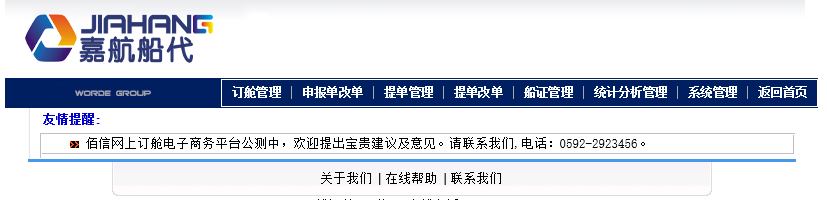 JIAHANG
嘉航船代
WORDE GROUP
订舱管理 | 申报单改单 | 提单管理 | 提单改单 | 船证管理 | 统计分析管理 | 系统管理 | 返回首页
友情提醒:
佰信网上订舱电子商务平台公测中，欢迎提出宝贵建议及意见。请联系我们,电话：0592-2923456。
关于我们 | 在线帮助 | 联系我们